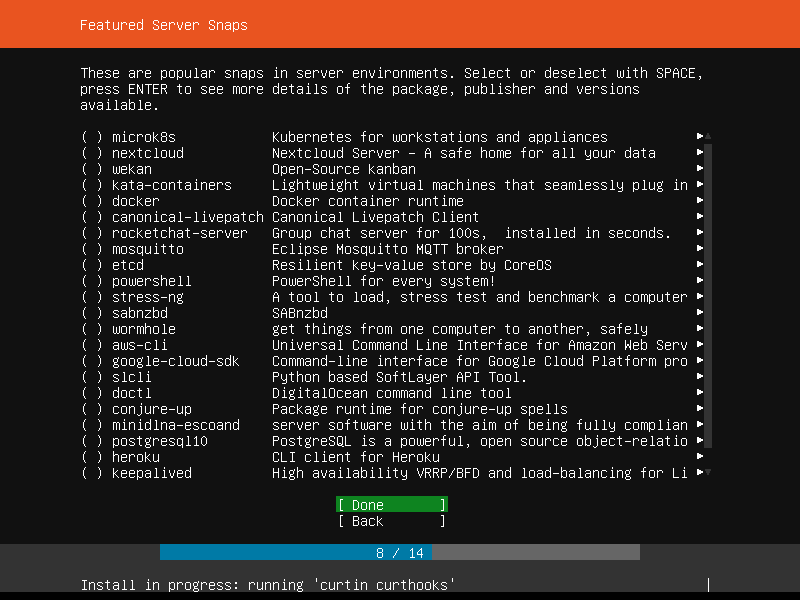 Featured Server Snaps
These are popular snaps in server environments. Select or deselect with SPACE,
press ENTER to see more details of the package, publisher and versions
available.
( ) microk8s Kubernetes for workstations and appliances ►
( ) nextcloud Nextcloud Server - A safe home for all your data ►
( ) wekan Open-Source kanban ►
( ) kata-containers Lightweight virtual machines that seamlessly plug in ►
( ) docker Docker container runtime ►
( ) canonical-livepatch Canonical Livepatch Client ►
( ) rocketchat-server Group chat server for 100s,  installed in seconds. ►
( ) mosquitto Eclipse Mosquitto MQTT broker ►
( ) etcd Resilient key-value store by CoreOS ►
( ) powershell PowerShell for every system! ►
( ) stress-ng A tool to load, stress test and benchmark a computer ►
( ) sabnzbd SABnzbd ►
( ) wormhole get things from one computer to another, safely ►
( ) aws-cli Universal Command Line Interface for Amazon Web Serv ►
( ) google-cloud-sdk Command-line interface for Google Cloud Platform pro ►
( ) slcli Python based SoftLayer API Tool. ►
( ) doctl DigitalOcean command line tool ►
( ) conjure-up Package runtime for conjure-up spells ►
( ) minidlna-escoand server software with the aim of being fully complian ►
( ) postgresql10 PostgreSQL is a powerful, open source object-relatio ►
( ) heroku CLI client for Heroku ►
( ) keepalived High availability VRRP/BFD and load-balancing for Li ►
[ Done ]
[ Back ]
8 / 14
Install in progress: running 'curtin curthooks' |